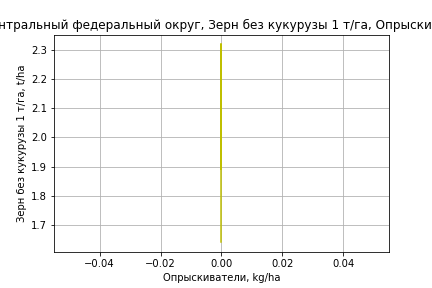 нтральный федеральный округ, Зерн без кукурузы 1 т/га, Опрыски
Зерн без кукурузы 1 т/га, t/ha
2.3
2.2
2.1
2.0
1.9
1.8
1.7
−0.04 −0.02 0.00 0.02 0.04
Опрыскиватели, kg/ha